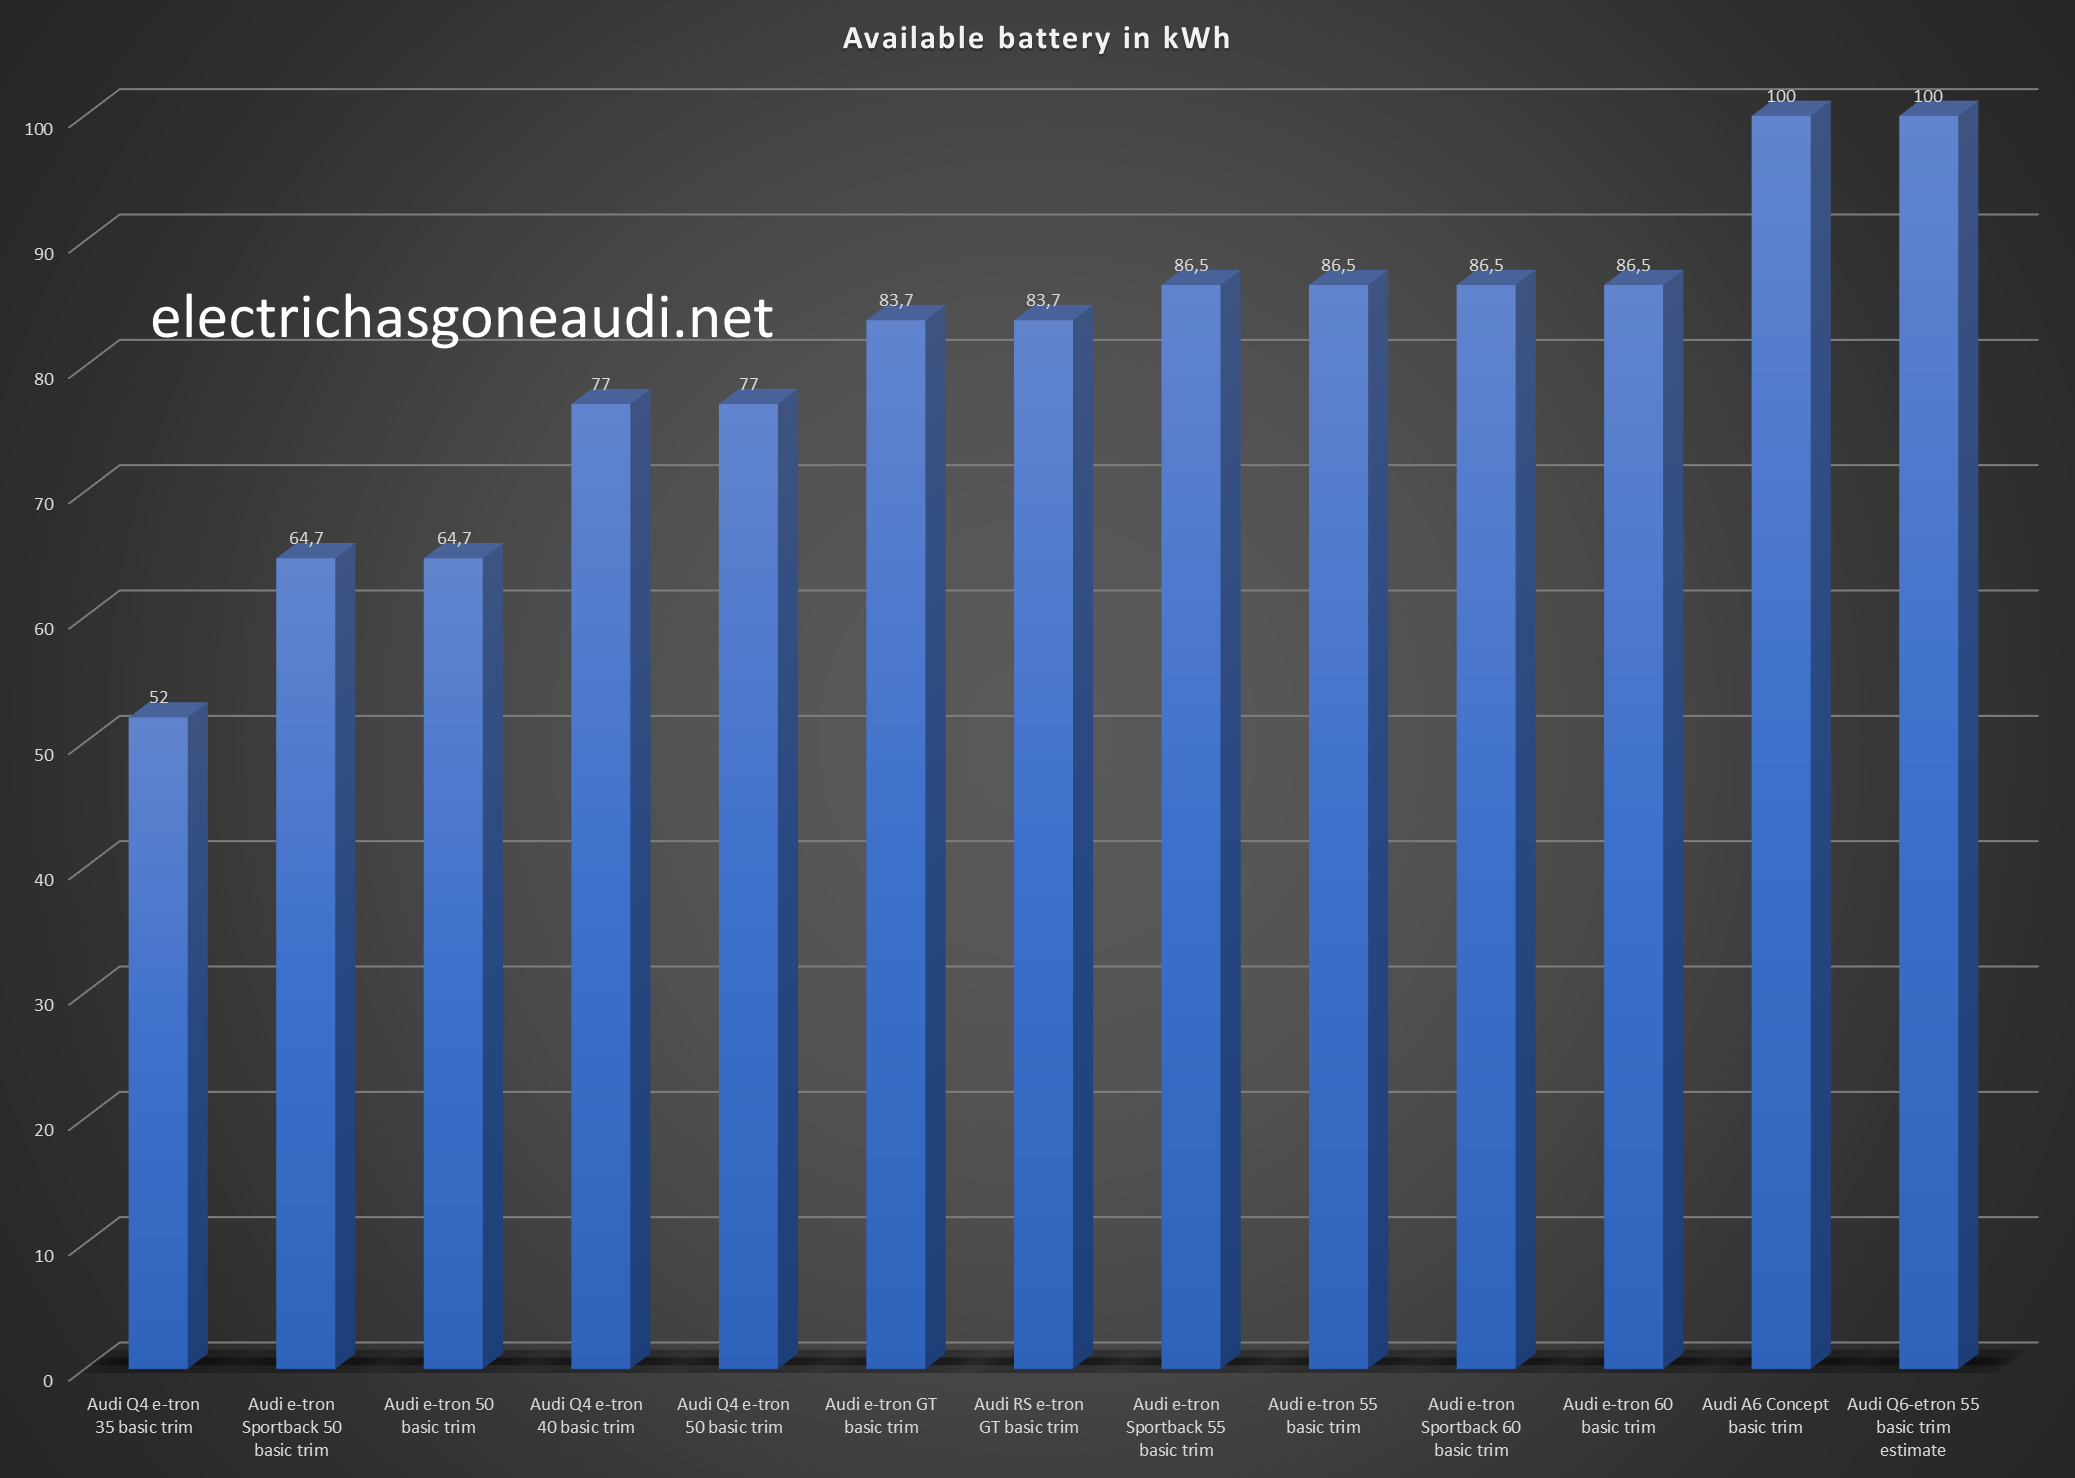 Available battery in kWh
electrichasgoneaudi.net
100
90
80
70
60
50
40
30
20
10
0
52
64,7
64,7
77
77
83,7
83,7
86,5
86,5
86,5
86,5
100
100
Audi Q4 e-tron
35 basic trim
Audi e-tron
Sportback 50
basic trim
Audi e-tron 50
basic trim
Audi Q4 e-tron
40 basic trim
Audi Q4 e-tron
50 basic trim
Audi e-tron GT
basic trim
Audi RS e-tron
GT basic trim
Audi e-tron
Sportback 55
basic trim
Audi e-tron 55
basic trim
Audi e-tron
Sportback 60
basic trim
Audi e-tron 60
basic trim
Audi A6 Concept
basic trim
Audi Q6-etron 55
basic trim
estimate